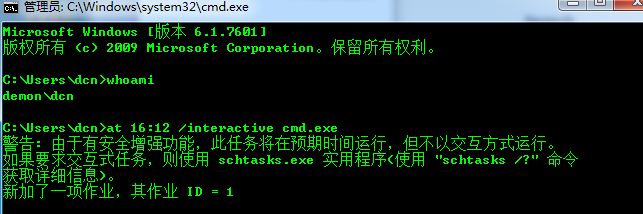 管理员: C:\Windows\system32\cmd.exe
Microsoft Windows [版本 6.1.7601]
版权所有 (c) 2009 Microsoft Corporation。保留所有权利。
C:\Users\dcn>whoami
demon\dcn
C:\Users\dcn>at 16:12 /interactive cmd.exe
警告: 由于有安全增强功能，此任务将在预期时间运行，但不以交互方式运行。
如果要求交互式任务，则使用 schtasks.exe 实用程序(使用 "schtasks /?" 命令
获取详细信息)。
新加了一项作业，其作业 ID = 1